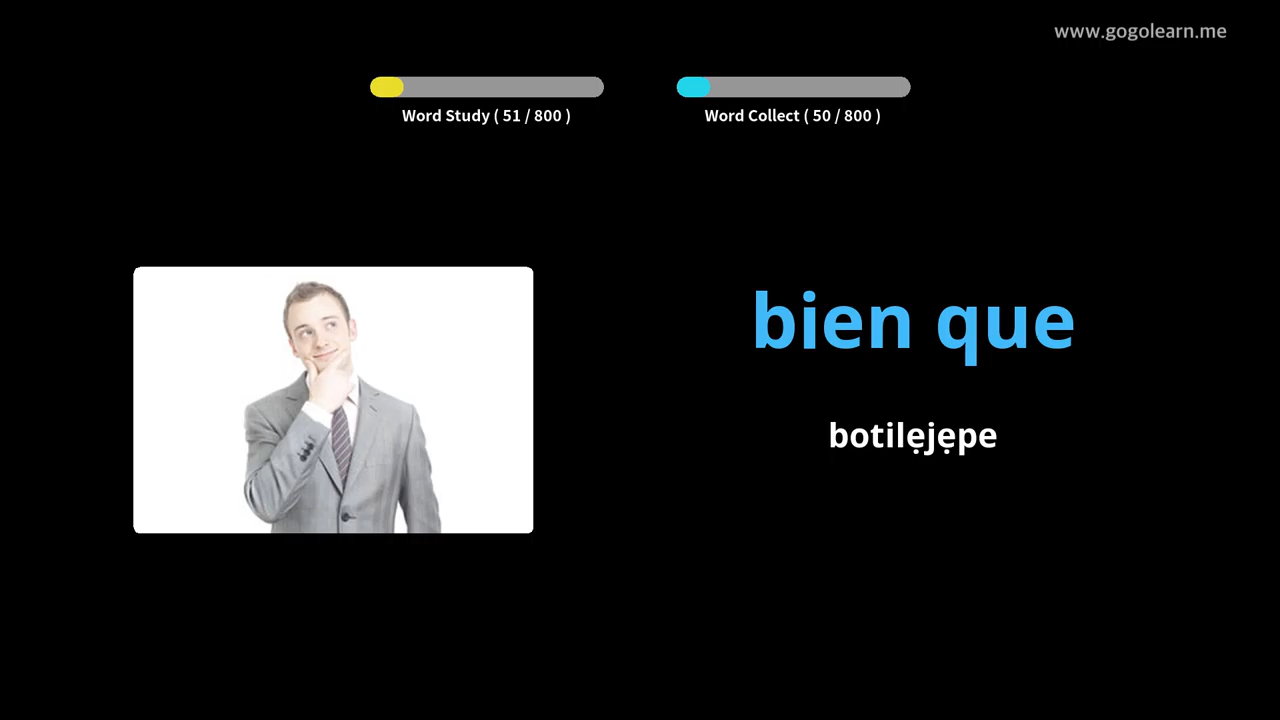 www.gogolearn.me
Word Study ( 51 / 800 )
Word Collect ( 50 / 800 )
bien que
botilẹjẹpe